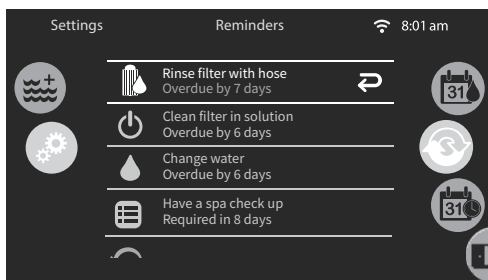 Settings
Reminders
8:01 am
Rinse filter with hose
Overdue by 7 days
31
Clean filter in solution
Overdue by 6 days
Change water
Overdue by 6 days
Have a spa check up
Required in 8 days
31